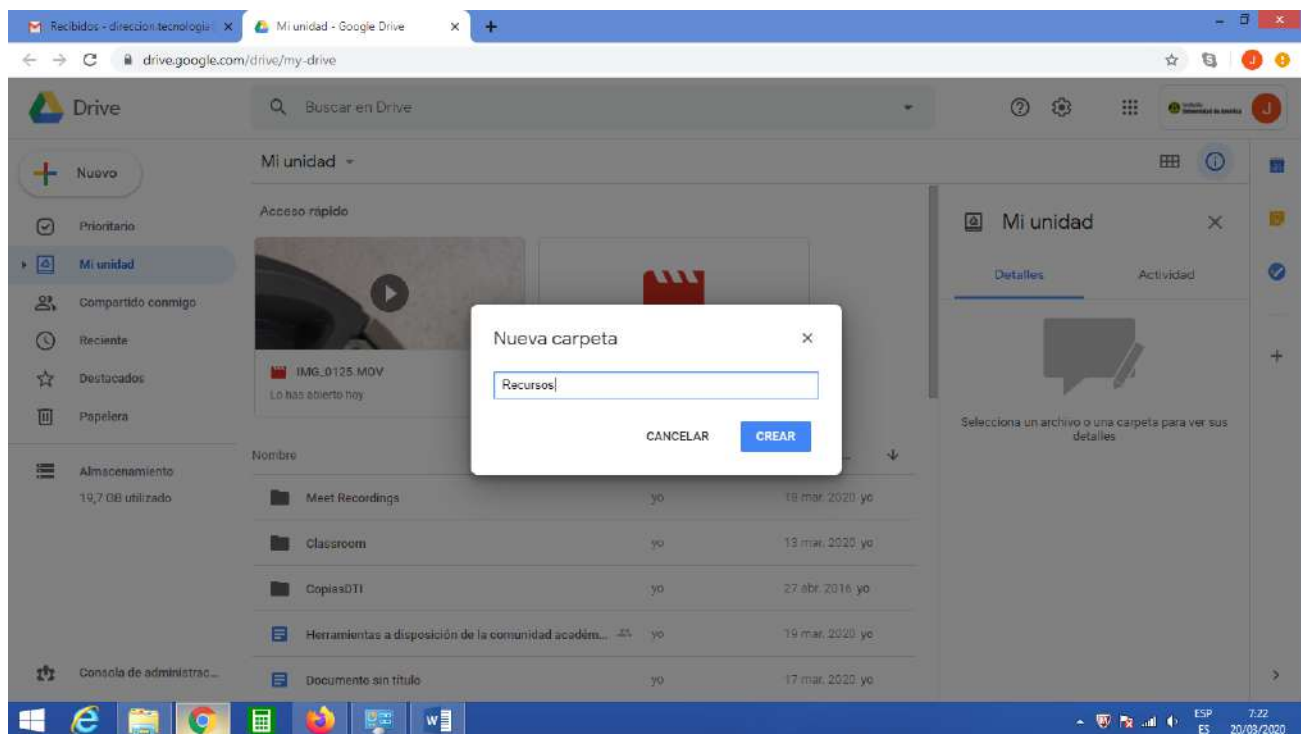 Recibidos - direccion.tecnologia
Mi unidad - Google Drive
drive.google.com/drive/my-drive
Drive
Buscar en Drive
Universidad de América
J
Nuevo
Mi unidad
Acceso rápido
Prioritario
Mi unidad
Compartido conmigo
Reciente
Destacados
Papelera
Almacenamiento
19,7 GB utilizado
Consola de administrac...
IMG_0125.MOV
Lo has abierto hoy
Nueva carpeta
Recursos
CANCELAR
CREAR
Nombre
Meet Recordings yo 18 mar. 2020 yo
Classroom yo 13 mar. 2020 yo
CopiasDTI yo 27 abr. 2016 yo
Herramientas a disposición de la comunidad académ... yo 19 mar. 2020 yo
Documento sin título yo 17 mar. 2020 yo
Mi unidad
Detalles
Actividad
Selecciona un archivo o una carpeta para ver sus
detalles
ESP
ES
7:22
20/03/2020